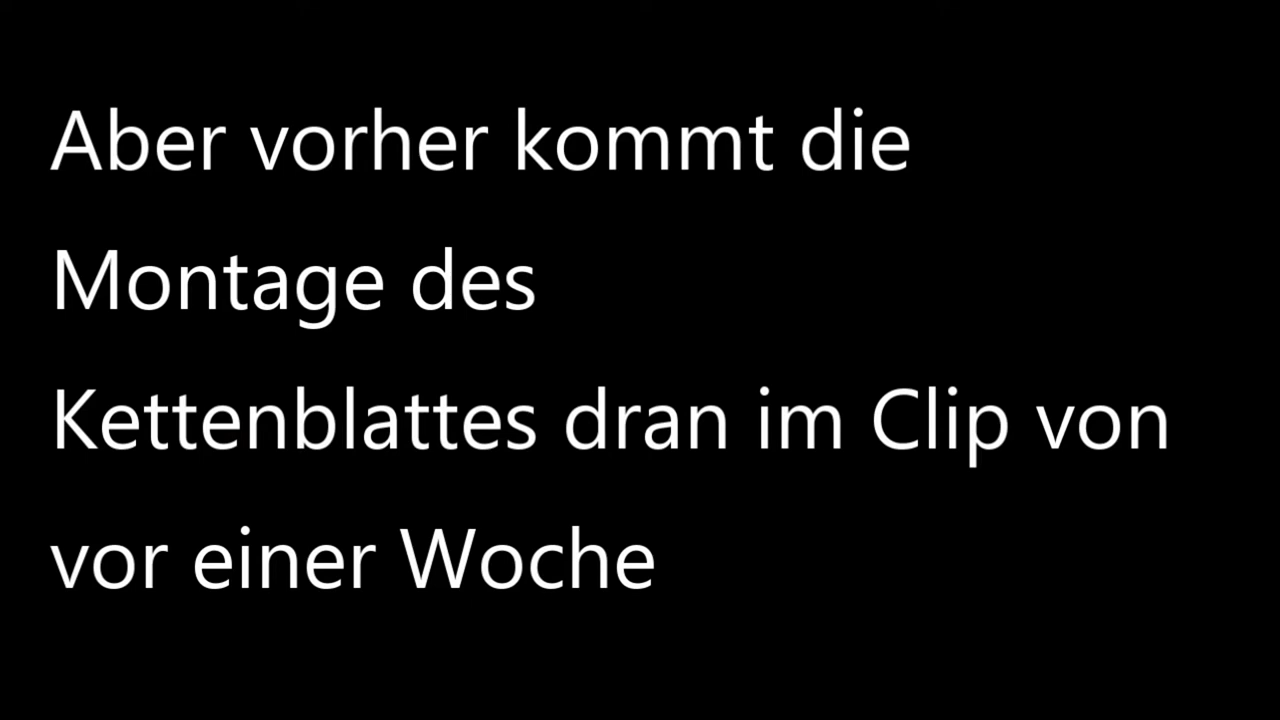 Aber vorher kommt die
Montage des
Kettenblattes dran im Clip von
vor einer Woche